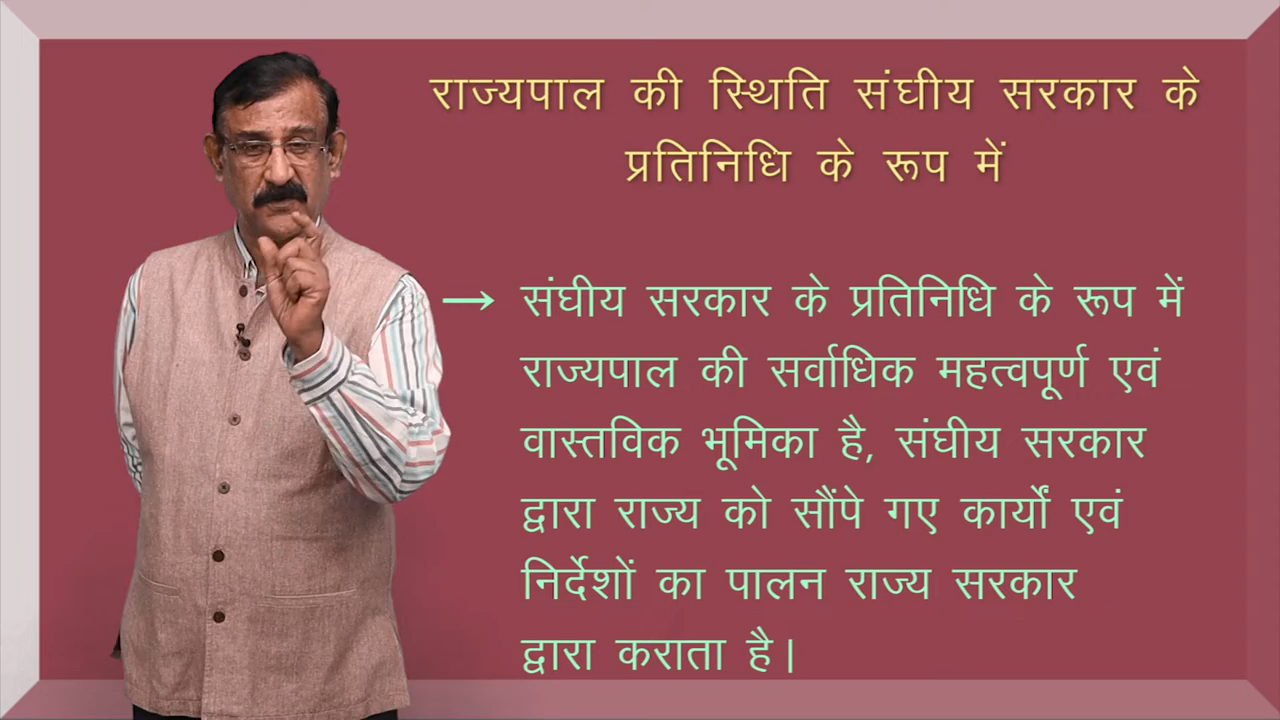 राज्यपाल की स्थिति संघीय सरकार के
प्रतिनिधि के रूप में
→ संघीय सरकार के प्रतिनिधि के रूप में
राज्यपाल की सर्वाधिक महत्वपूर्ण एवं
वास्तविक भूमिका है, संघीय सरकार
द्वारा राज्य को सौंपे गए कार्यों एवं
निर्देशों का पालन राज्य सरकार
द्वारा कराता है।